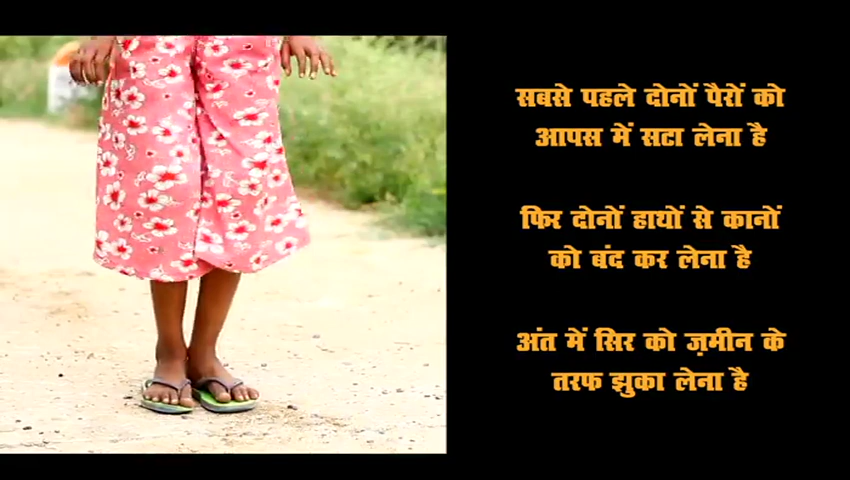 सबसे पहले दोनों पैरों को
आपस में सटा लेना है
फिर दोनों हाथों से कानों
को बंद कर लेना है
अंत में सिर को ज़मीन के
तरफ झुका लेना है